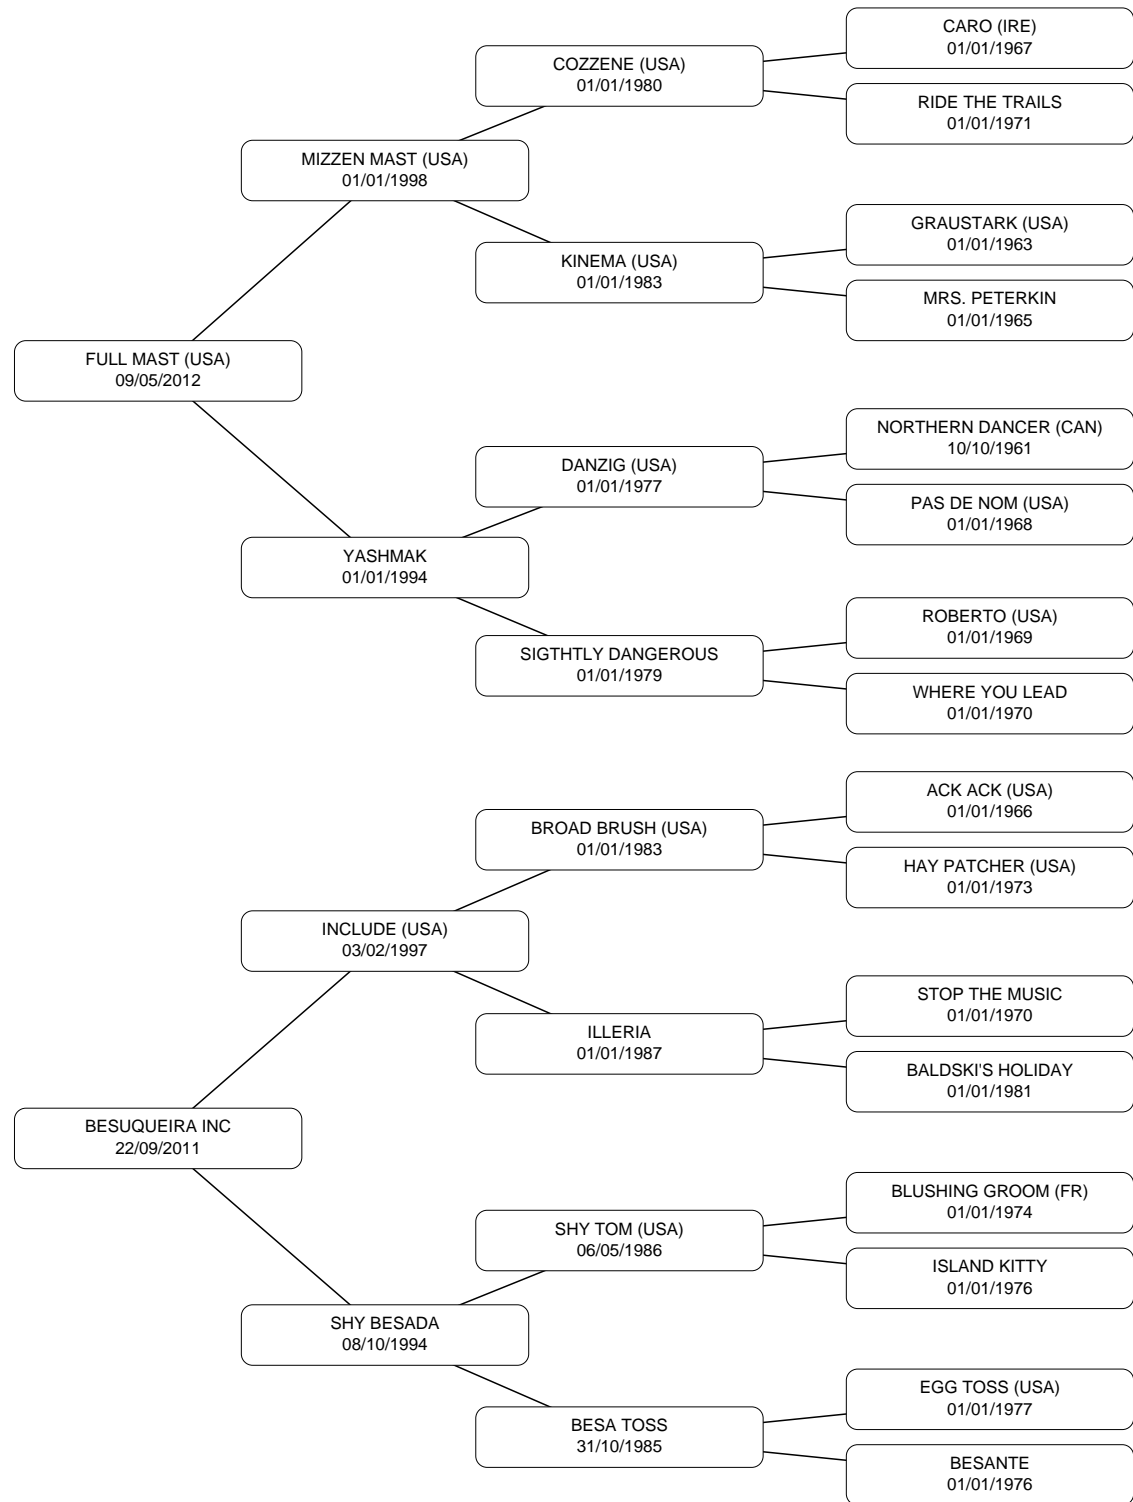 CARO (IRE)
01/01/1967
COZZENE (USA)
01/01/1980
RIDE THE TRAILS
01/01/1971
MIZZEN MAST (USA)
01/01/1998
GRAUSTARK (USA)
01/01/1963
KINEMA (USA)
01/01/1983
MRS. PETERKIN
01/01/1965
FULL MAST (USA)
09/05/2012
NORTHERN DANCER (CAN)
10/10/1961
DANZIG (USA)
01/01/1977
PAS DE NOM (USA)
01/01/1968
YASHMAK
01/01/1994
ROBERTO (USA)
01/01/1969
SIGTHTLY DANGEROUS
01/01/1979
WHERE YOU LEAD
01/01/1970
ACK ACK (USA)
01/01/1966
BROAD BRUSH (USA)
01/01/1983
HAY PATCHER (USA)
01/01/1973
INCLUDE (USA)
03/02/1997
STOP THE MUSIC
01/01/1970
ILLERIA
01/01/1987
BALDSKI'S HOLIDAY
01/01/1981
BESUQUEIRA INC
22/09/2011
BLUSHING GROOM (FR)
01/01/1974
SHY TOM (USA)
06/05/1986
ISLAND KITTY
01/01/1976
SHY BESADA
08/10/1994
EGG TOSS (USA)
01/01/1977
BESA TOSS
31/10/1985
BESANTE
01/01/1976